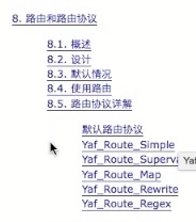 8. 路由和路由协议
8.1. 概述
8.2. 设计
8.3. 默认情况
8.4. 使用路由
8.5. 路由协议详解
默认路由协议
Yaf_Route_Simple
Yaf_Route_Superva
Yaf_Route_Map
Yaf_Route_Rewrite
Yaf_Route_Regex